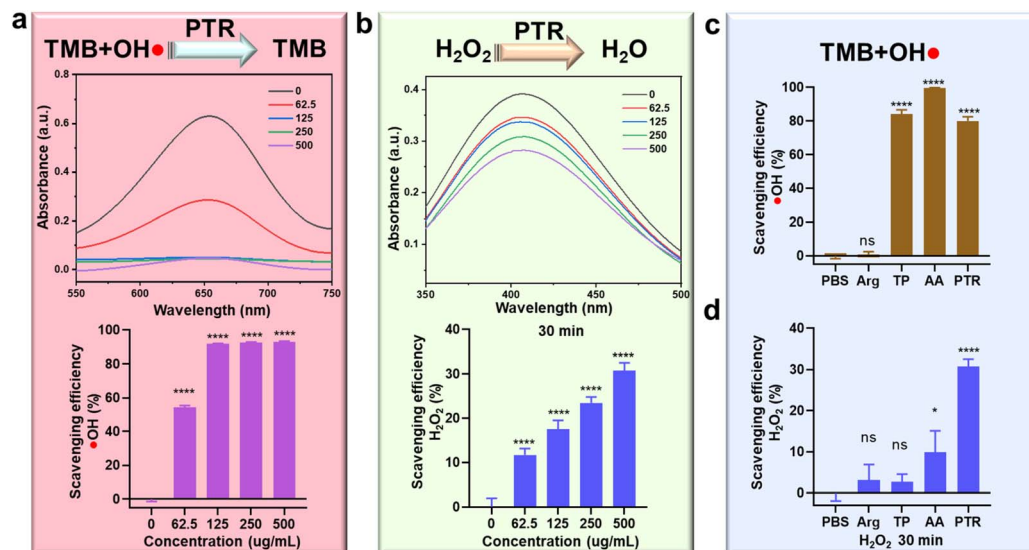 a
TMB+OH● PTR TMB
0.8
0.6
0.4
0.2
0.0
Absorbance (a.u.)
0
62.5
125
250
500
550 600 650 700 750
Wavelength (nm)
100
80
60
40
20
0
Scavenging efficiency
●OH (%)
**** **** **** ****
0 62.5 125 250 500
Concentration (ug/mL)
b
H₂O₂ PTR H₂O
0.4
0.3
0.2
0.1
Absorbance (a.u.)
0
62.5
125
250
500
350 400 450 500
Wavelength (nm)
30 min
40
30
20
10
0
Scavenging efficiency
H₂O₂ (%)
**** **** **** ****
0 62.5 125 250 500
Concentration (ug/mL)
c
TMB+OH●
100
80
60
40
20
0
Scavenging efficiency
●OH (%)
ns **** **** ****
PBS Arg TP AA PTR
d
40
30
20
10
0
Scavenging efficiency
H₂O₂ (%)
ns ns * ****
PBS Arg TP AA PTR
H₂O₂ 30 min